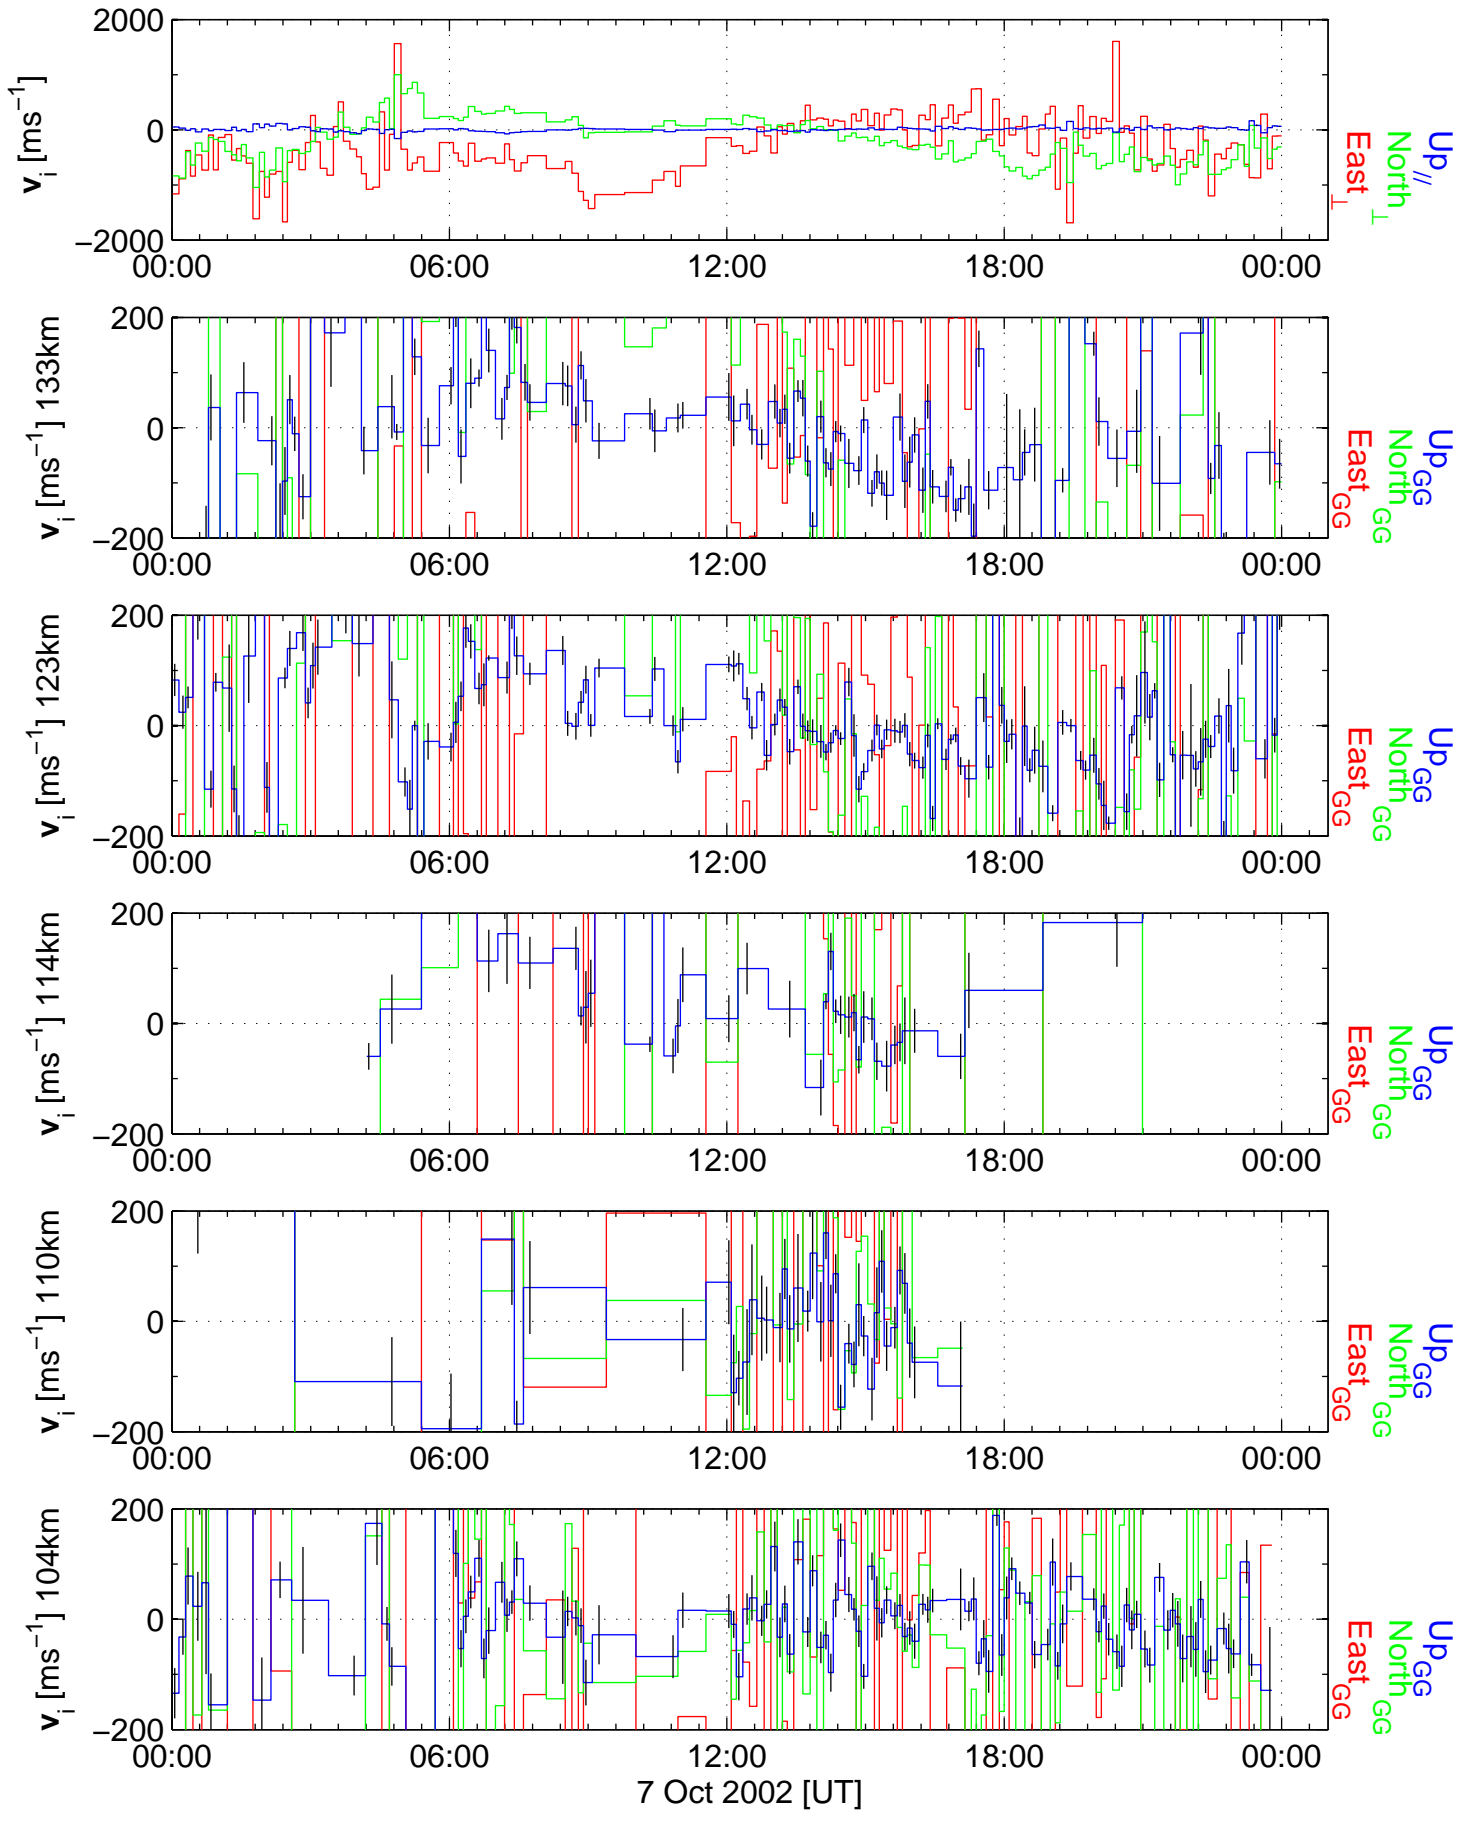 2000
0
−2000
v_i [ms^−1]
00:00 06:00 12:00 18:00 00:00
Up_//
North_⊥
East_⊥
200
0
−200
v_i [ms^−1] 133km
00:00 06:00 12:00 18:00 00:00
Up_GG
North_GG
East_GG
200
0
−200
v_i [ms^−1] 123km
00:00 06:00 12:00 18:00 00:00
Up_GG
North_GG
East_GG
200
0
−200
v_i [ms^−1] 114km
00:00 06:00 12:00 18:00 00:00
Up_GG
North_GG
East_GG
200
0
−200
v_i [ms^−1] 110km
00:00 06:00 12:00 18:00 00:00
Up_GG
North_GG
East_GG
200
0
−200
v_i [ms^−1] 104km
00:00 06:00 12:00 18:00 00:00
Up_GG
North_GG
East_GG
7 Oct 2002 [UT]